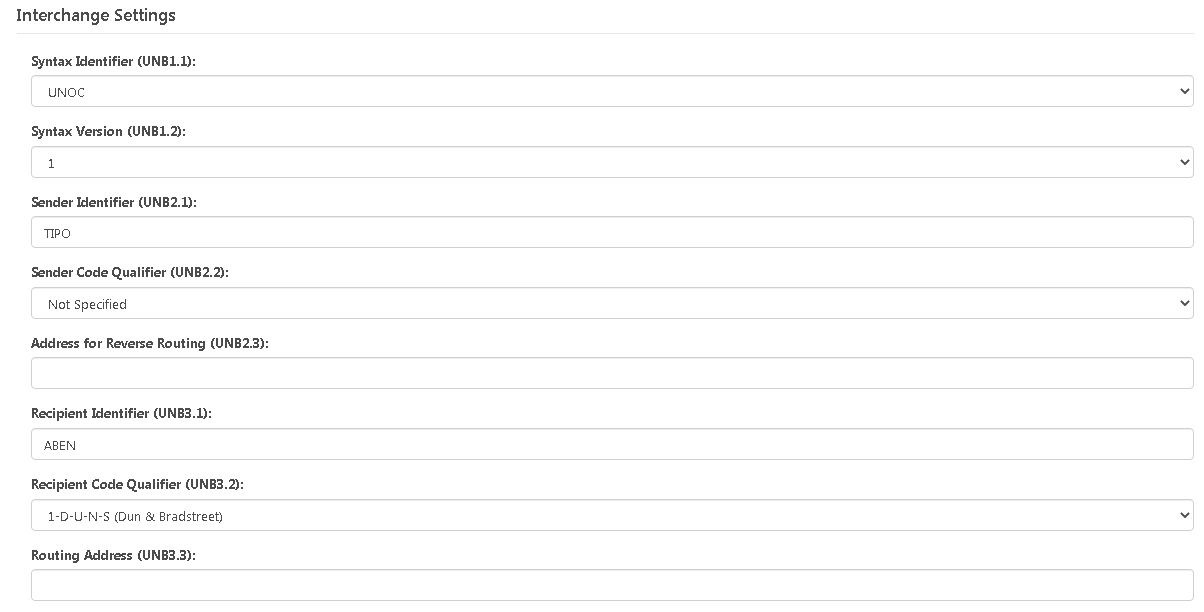 Interchange Settings
Syntax Identifier (UNB1.1):
UNOC
Syntax Version (UNB1.2):
1
Sender Identifier (UNB2.1):
TIPO
Sender Code Qualifier (UNB2.2):
Not Specified
Address for Reverse Routing (UNB2.3):
Recipient Identifier (UNB3.1):
ABEN
Recipient Code Qualifier (UNB3.2):
1-D-U-N-S (Dun & Bradstreet)
Routing Address (UNB3.3):